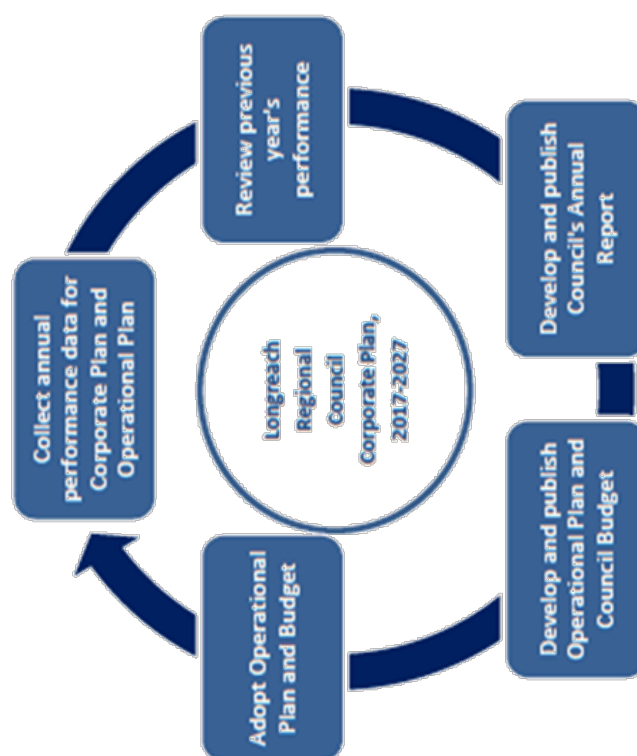 Collect annual
performance data for
Corporate Plan and
Operational Plan
Review previous
year's
performance
Develop and publish
Council's Annual
Report
Develop and publish
Operational Plan and
Council Budget
Adopt Operational
Plan and Budget
Longreach
Regional
Council
Corporate Plan,
2017-2027